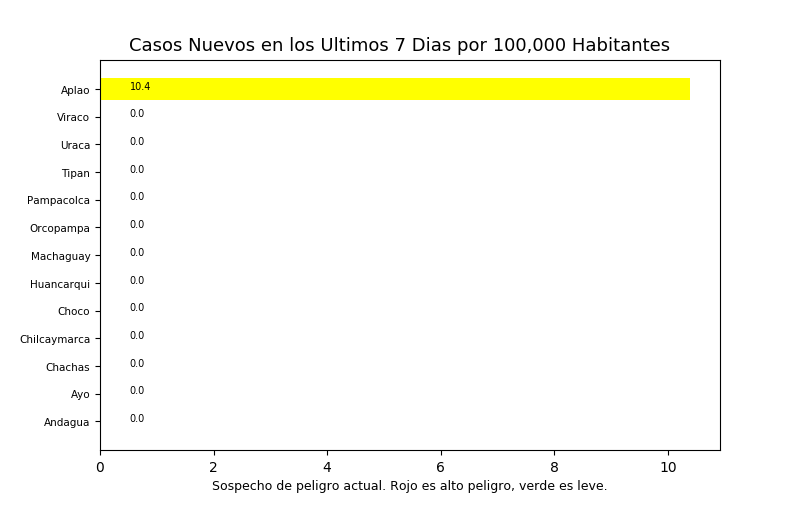 Casos Nuevos en los Ultimos 7 Dias por 100,000 Habitantes
Aplao 10.4
Viraco 0.0
Uraca 0.0
Tipan 0.0
Pampacolca 0.0
Orcopampa 0.0
Machaguay 0.0
Huancarqui 0.0
Choco 0.0
Chilcaymarca 0.0
Chachas 0.0
Ayo 0.0
Andagua 0.0
0 2 4 6 8 10
Sospecho de peligro actual. Rojo es alto peligro, verde es leve.